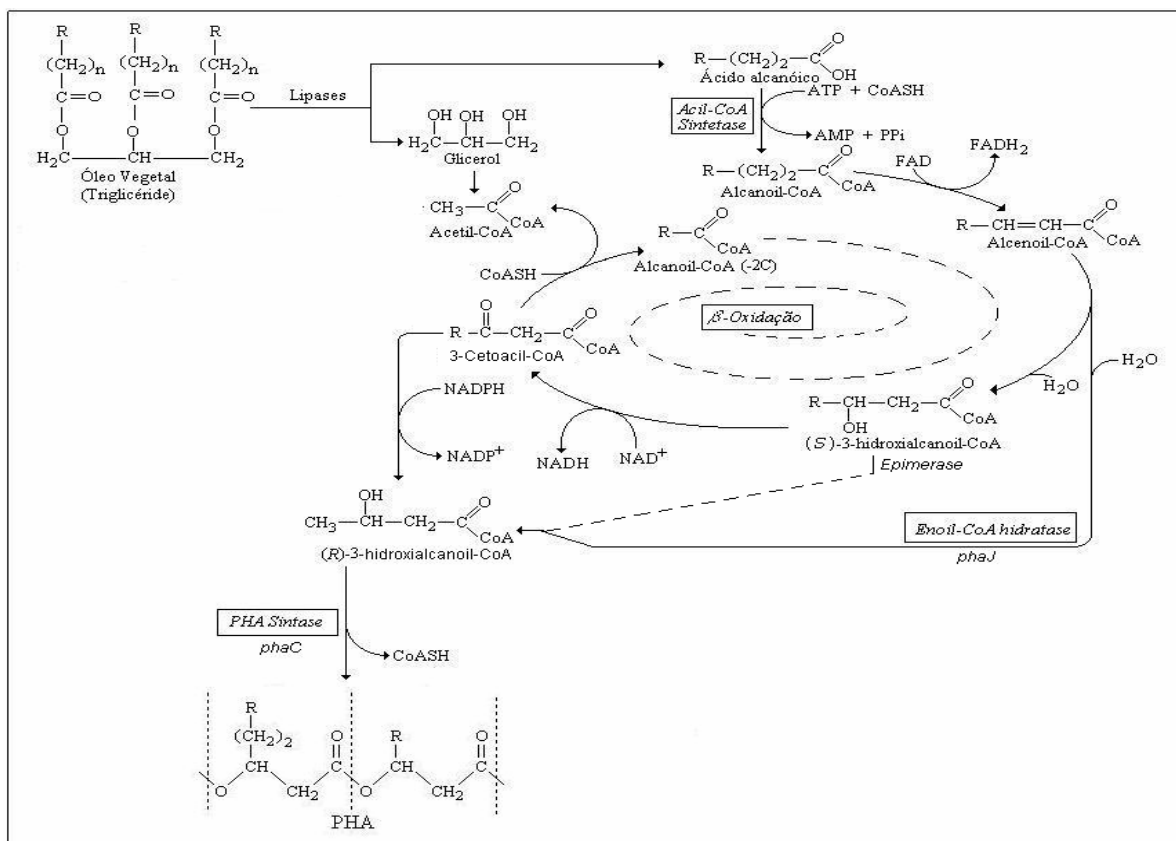 R R R
(CH₂)n (CH₂)n (CH₂)n
C=O C=O C=O
O O O
H₂C CH CH₂
Óleo Vegetal
(Triglicéride)
Lipases
OH OH OH
H₂C CH₂
Glicerol
O
CH₃ C
CoA
Acetil-CoA
O
R (CH₂)₂ C
OH
Ácido alcanóico
Acil-CoA
Sintetase
ATP + CoASH
AMP + PPi
O
R (CH₂)₂ C
CoA
Alcanoil-CoA
FAD
FADH₂
O
R CH=CH C
CoA
Alcenoil-CoA
O
R C
CoA
Alcanoil-CoA (-2C)
CoASH
β-Oxidação
O O
R C CH₂ C
CoA
3-Cetoacil-CoA
H₂O
H₂O
O
R CH CH₂ C
OH CoA
(S)-3-hidroxialcanoil-CoA
Epimerase
NADPH
NADP⁺
NADH
NAD⁺
OH O
CH₃ CH CH₂ C
CoA
(R)-3-hidroxialcanoil-CoA
Enoil-CoA hidratase
phaJ
PHA Sintase
phaC
CoASH
R
(CH₂)₂ O R O
CH C CH C
O CH₂ O CH₂
PHA